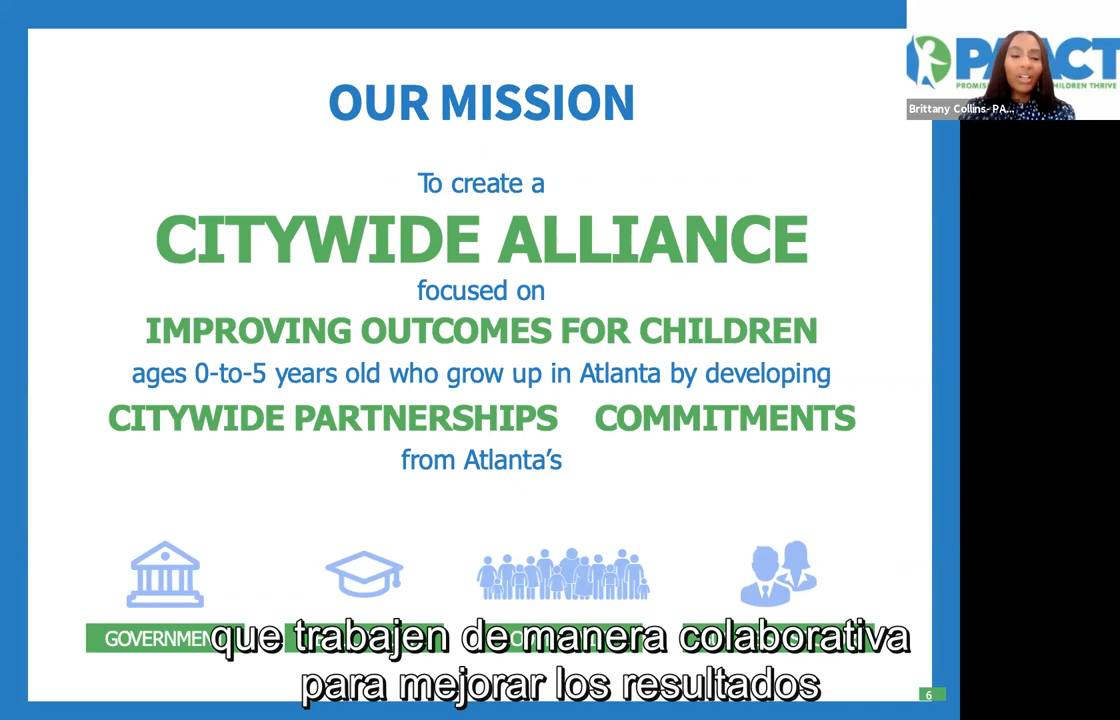 OUR MISSION
To create a
CITYWIDE ALLIANCE
focused on
IMPROVING OUTCOMES FOR CHILDREN
ages 0-to-5 years old who grow up in Atlanta by developing
CITYWIDE PARTNERSHIPS COMMITMENTS
from Atlanta’s
que trabajen de manera colaborativa
para mejorar los resultados
6
CHILDREN THRIVE
Brittany Collins- PA...